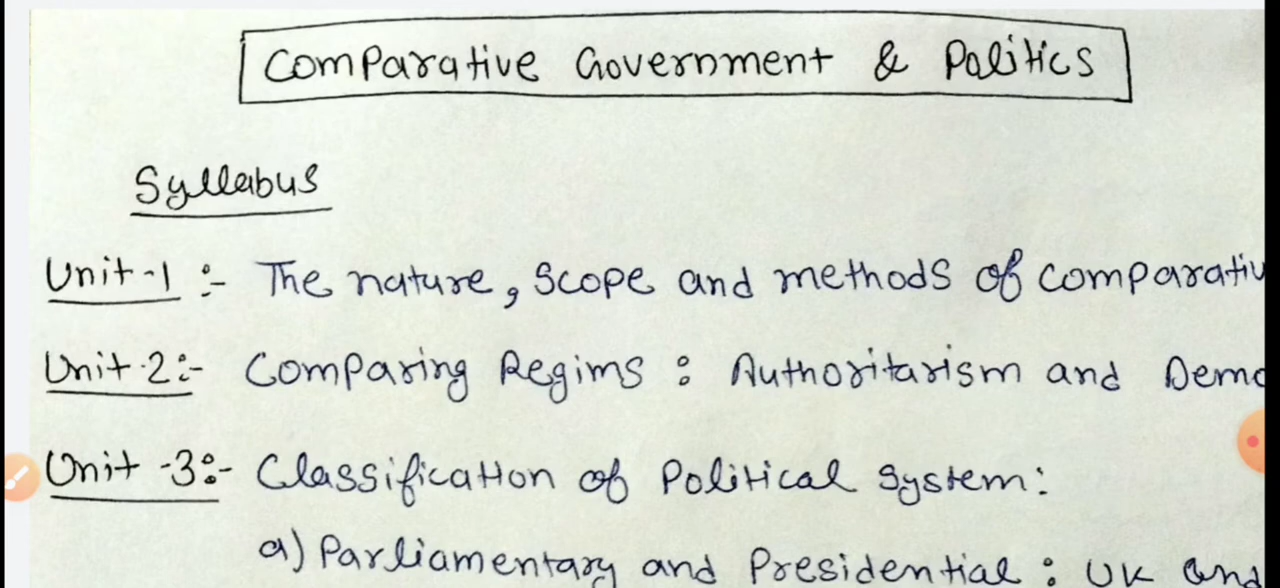 Comparative Government & Politics
Syllabus
Unit-1 :- The nature, Scope and methods of Comparativ
Unit-2:- Comparing Regims : Authoritarism and Demo
Unit-3:- Classification of Political System:
a) Parliamentary and Presidential : UK and